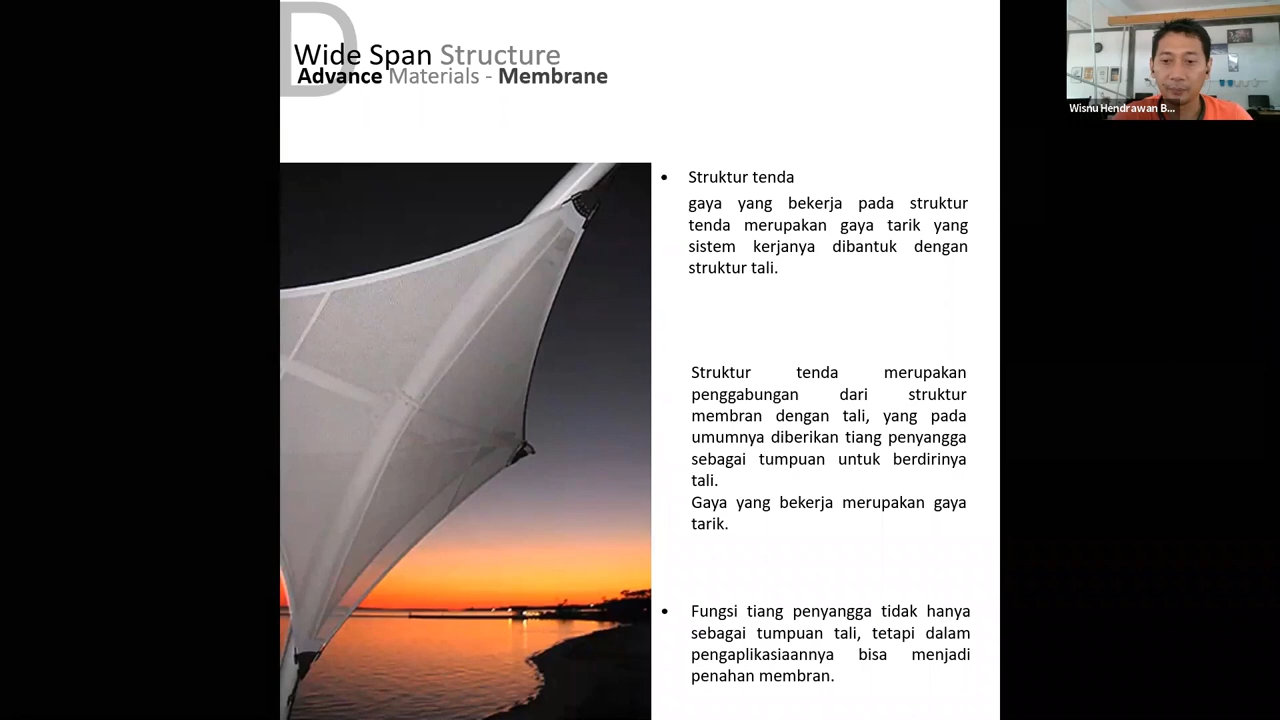 D
Wide Span Structure
Advance Materials - Membrane
Wisnu Hendrawan B...
• Struktur tenda
gaya yang bekerja pada struktur
tenda merupakan gaya tarik yang
sistem kerjanya dibantuk dengan
struktur tali.
Struktur tenda merupakan
penggabungan dari struktur
membran dengan tali, yang pada
umumnya diberikan tiang penyangga
sebagai tumpuan untuk berdirinya
tali.
Gaya yang bekerja merupakan gaya
tarik.
• Fungsi tiang penyangga tidak hanya
sebagai tumpuan tali, tetapi dalam
pengaplikasiaannya bisa menjadi
penahan membran.